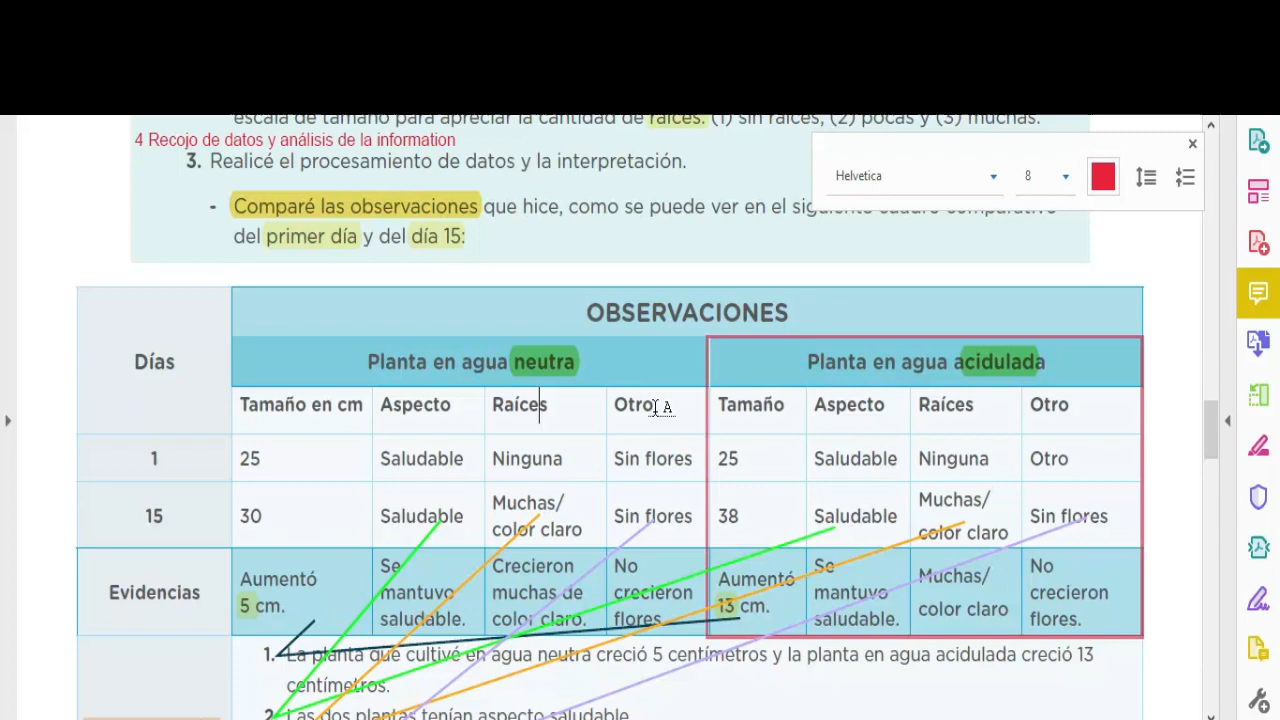 escala de tamaño para apreciar la cantidad de raíces: (1) sin raíces, (2) pocas y (3) muchas.
4 Recojo de datos y análisis de la information
3. Realicé el procesamiento de datos y la interpretación.
Helvetica 8
- Comparé las observaciones que hice, como se puede ver en el siguiente cuadro comparativo
del primer día y del día 15:
OBSERVACIONES
Días Planta en agua neutra Planta en agua acidulada
Tamaño en cm Aspecto Raíces Otro Tamaño Aspecto Raíces Otro
1 25 Saludable Ninguna Sin flores 25 Saludable Ninguna Otro
15 30 Saludable Muchas/ color claro Sin flores 38 Saludable Muchas/ color claro Sin flores
Evidencias Aumentó 5 cm. Se mantuvo saludable. Crecieron muchas de color claro. No crecieron flores. Aumentó 13 cm. Se mantuvo saludable. Muchas/ color claro No crecieron flores.
1. La planta que cultivé en agua neutra creció 5 centímetros y la planta en agua acidulada creció 13
centímetros.
2. Las dos plantas tenían aspecto saludable